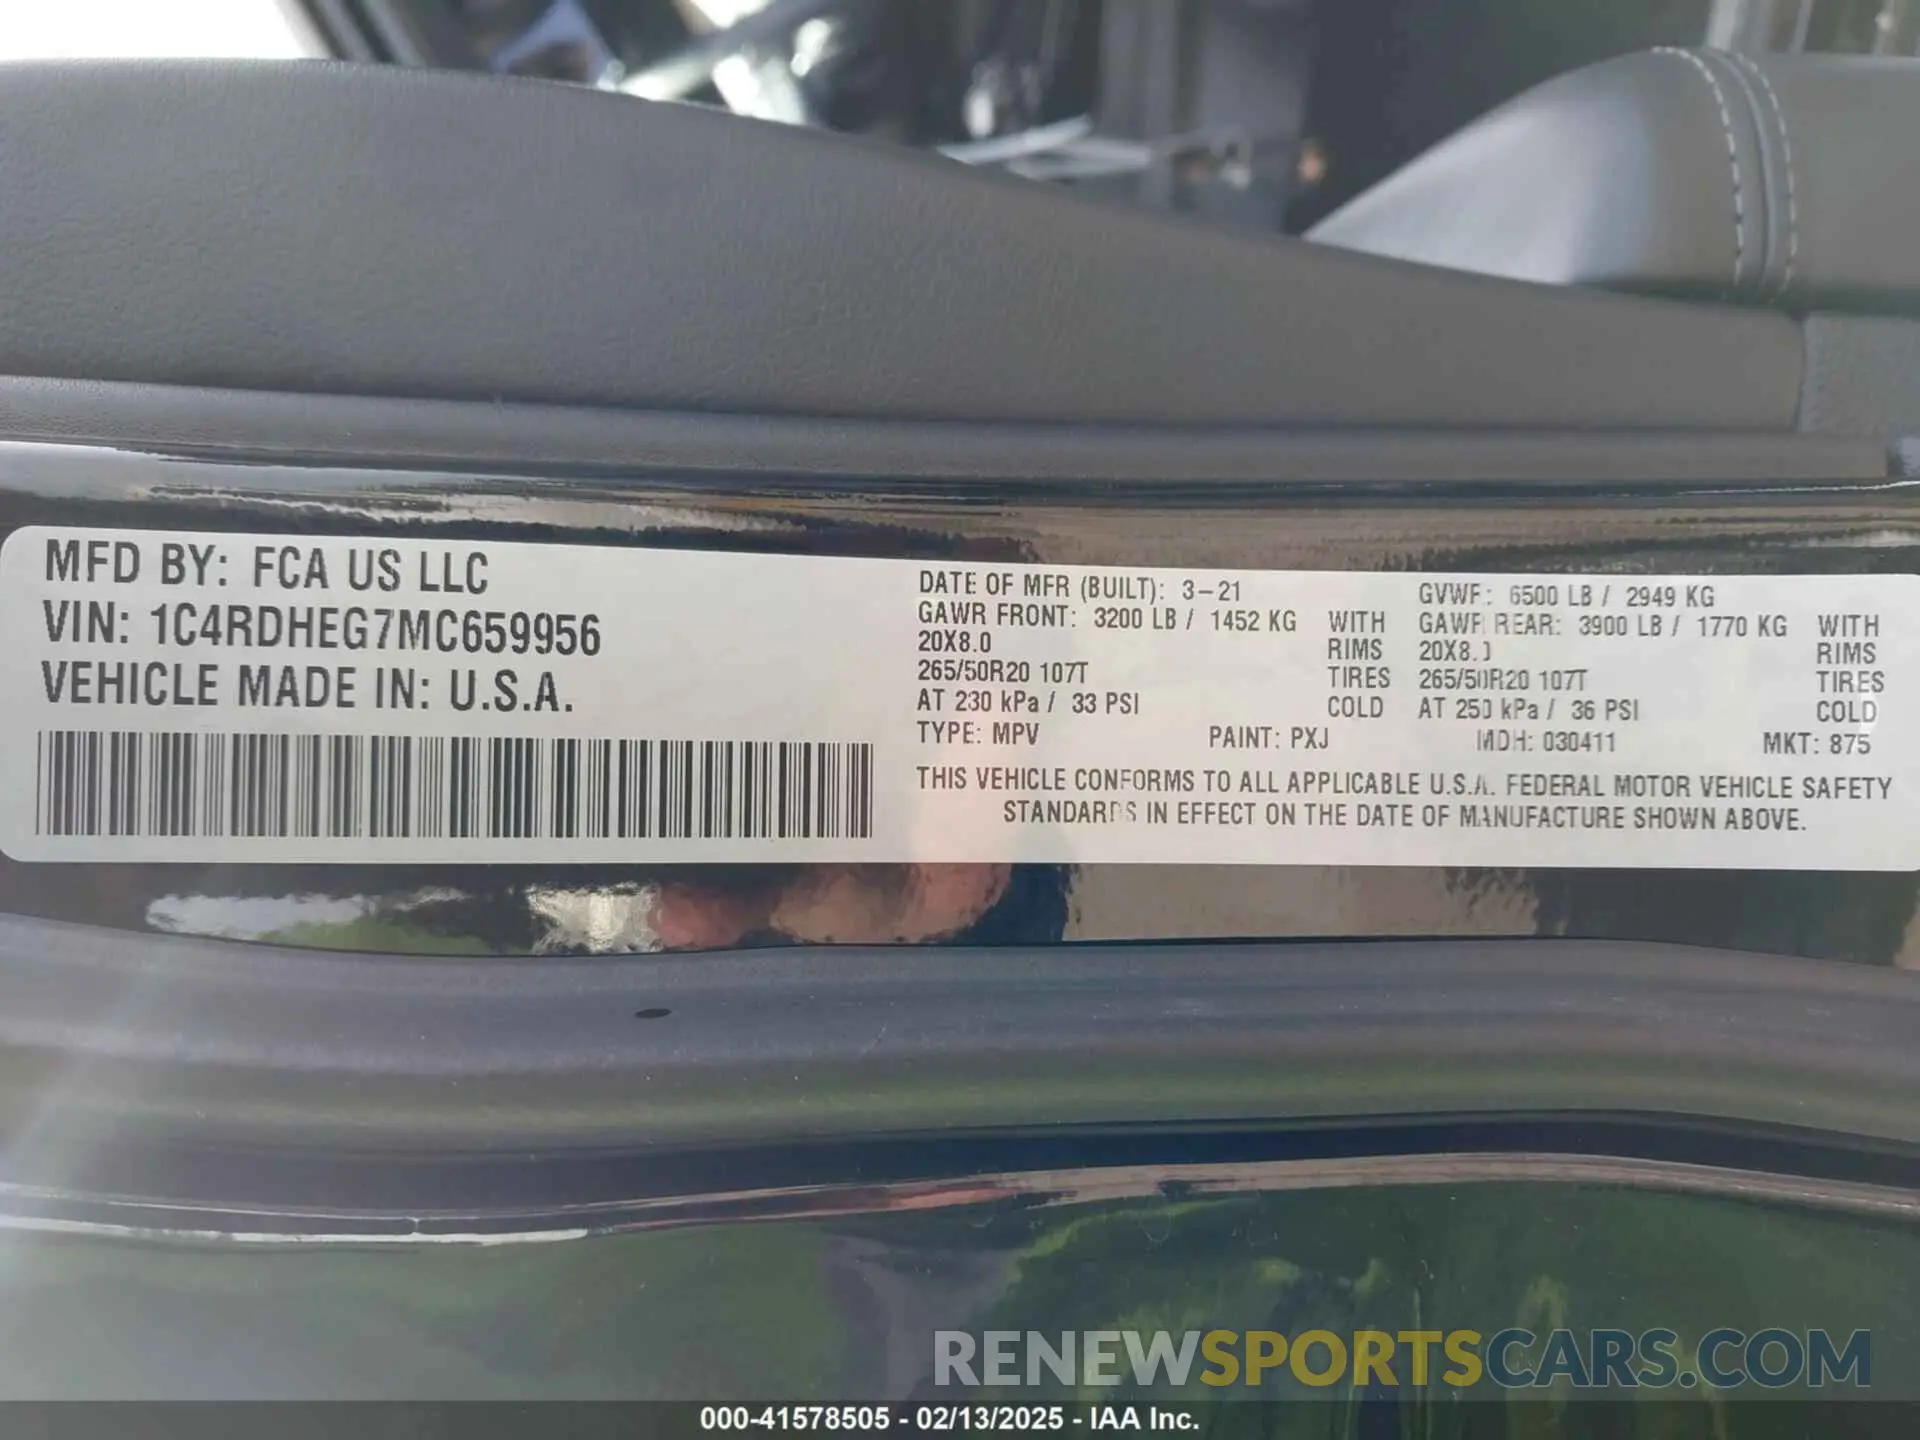 MFD BY: FCA US LLC
VIN: 1C4RDHEG7MC659956
VEHICLE MADE IN: U.S.A.
DATE OF MFR (BUILT): 3-21
GAWR FRONT: 3200 LB / 1452 KG WITH
20X8.0 RIMS
265/50R20 107T TIRES
AT 230 kPa / 33 PSI COLD
GVWR: 6500 LB / 2949 KG
GAWR REAR: 3900 LB / 1770 KG WITH
20X8.0 RIMS
265/50R20 107T TIRES
AT 250 kPa / 36 PSI COLD
TYPE: MPV PAINT: PXJ MDH: 030411 MKT: 875
THIS VEHICLE CONFORMS TO ALL APPLICABLE U.S.A. FEDERAL MOTOR VEHICLE SAFETY
STANDARDS IN EFFECT ON THE DATE OF MANUFACTURE SHOWN ABOVE.
RENEWSPORTSCARS.COM
000-41578505 - 02/13/2025 - IAA Inc.